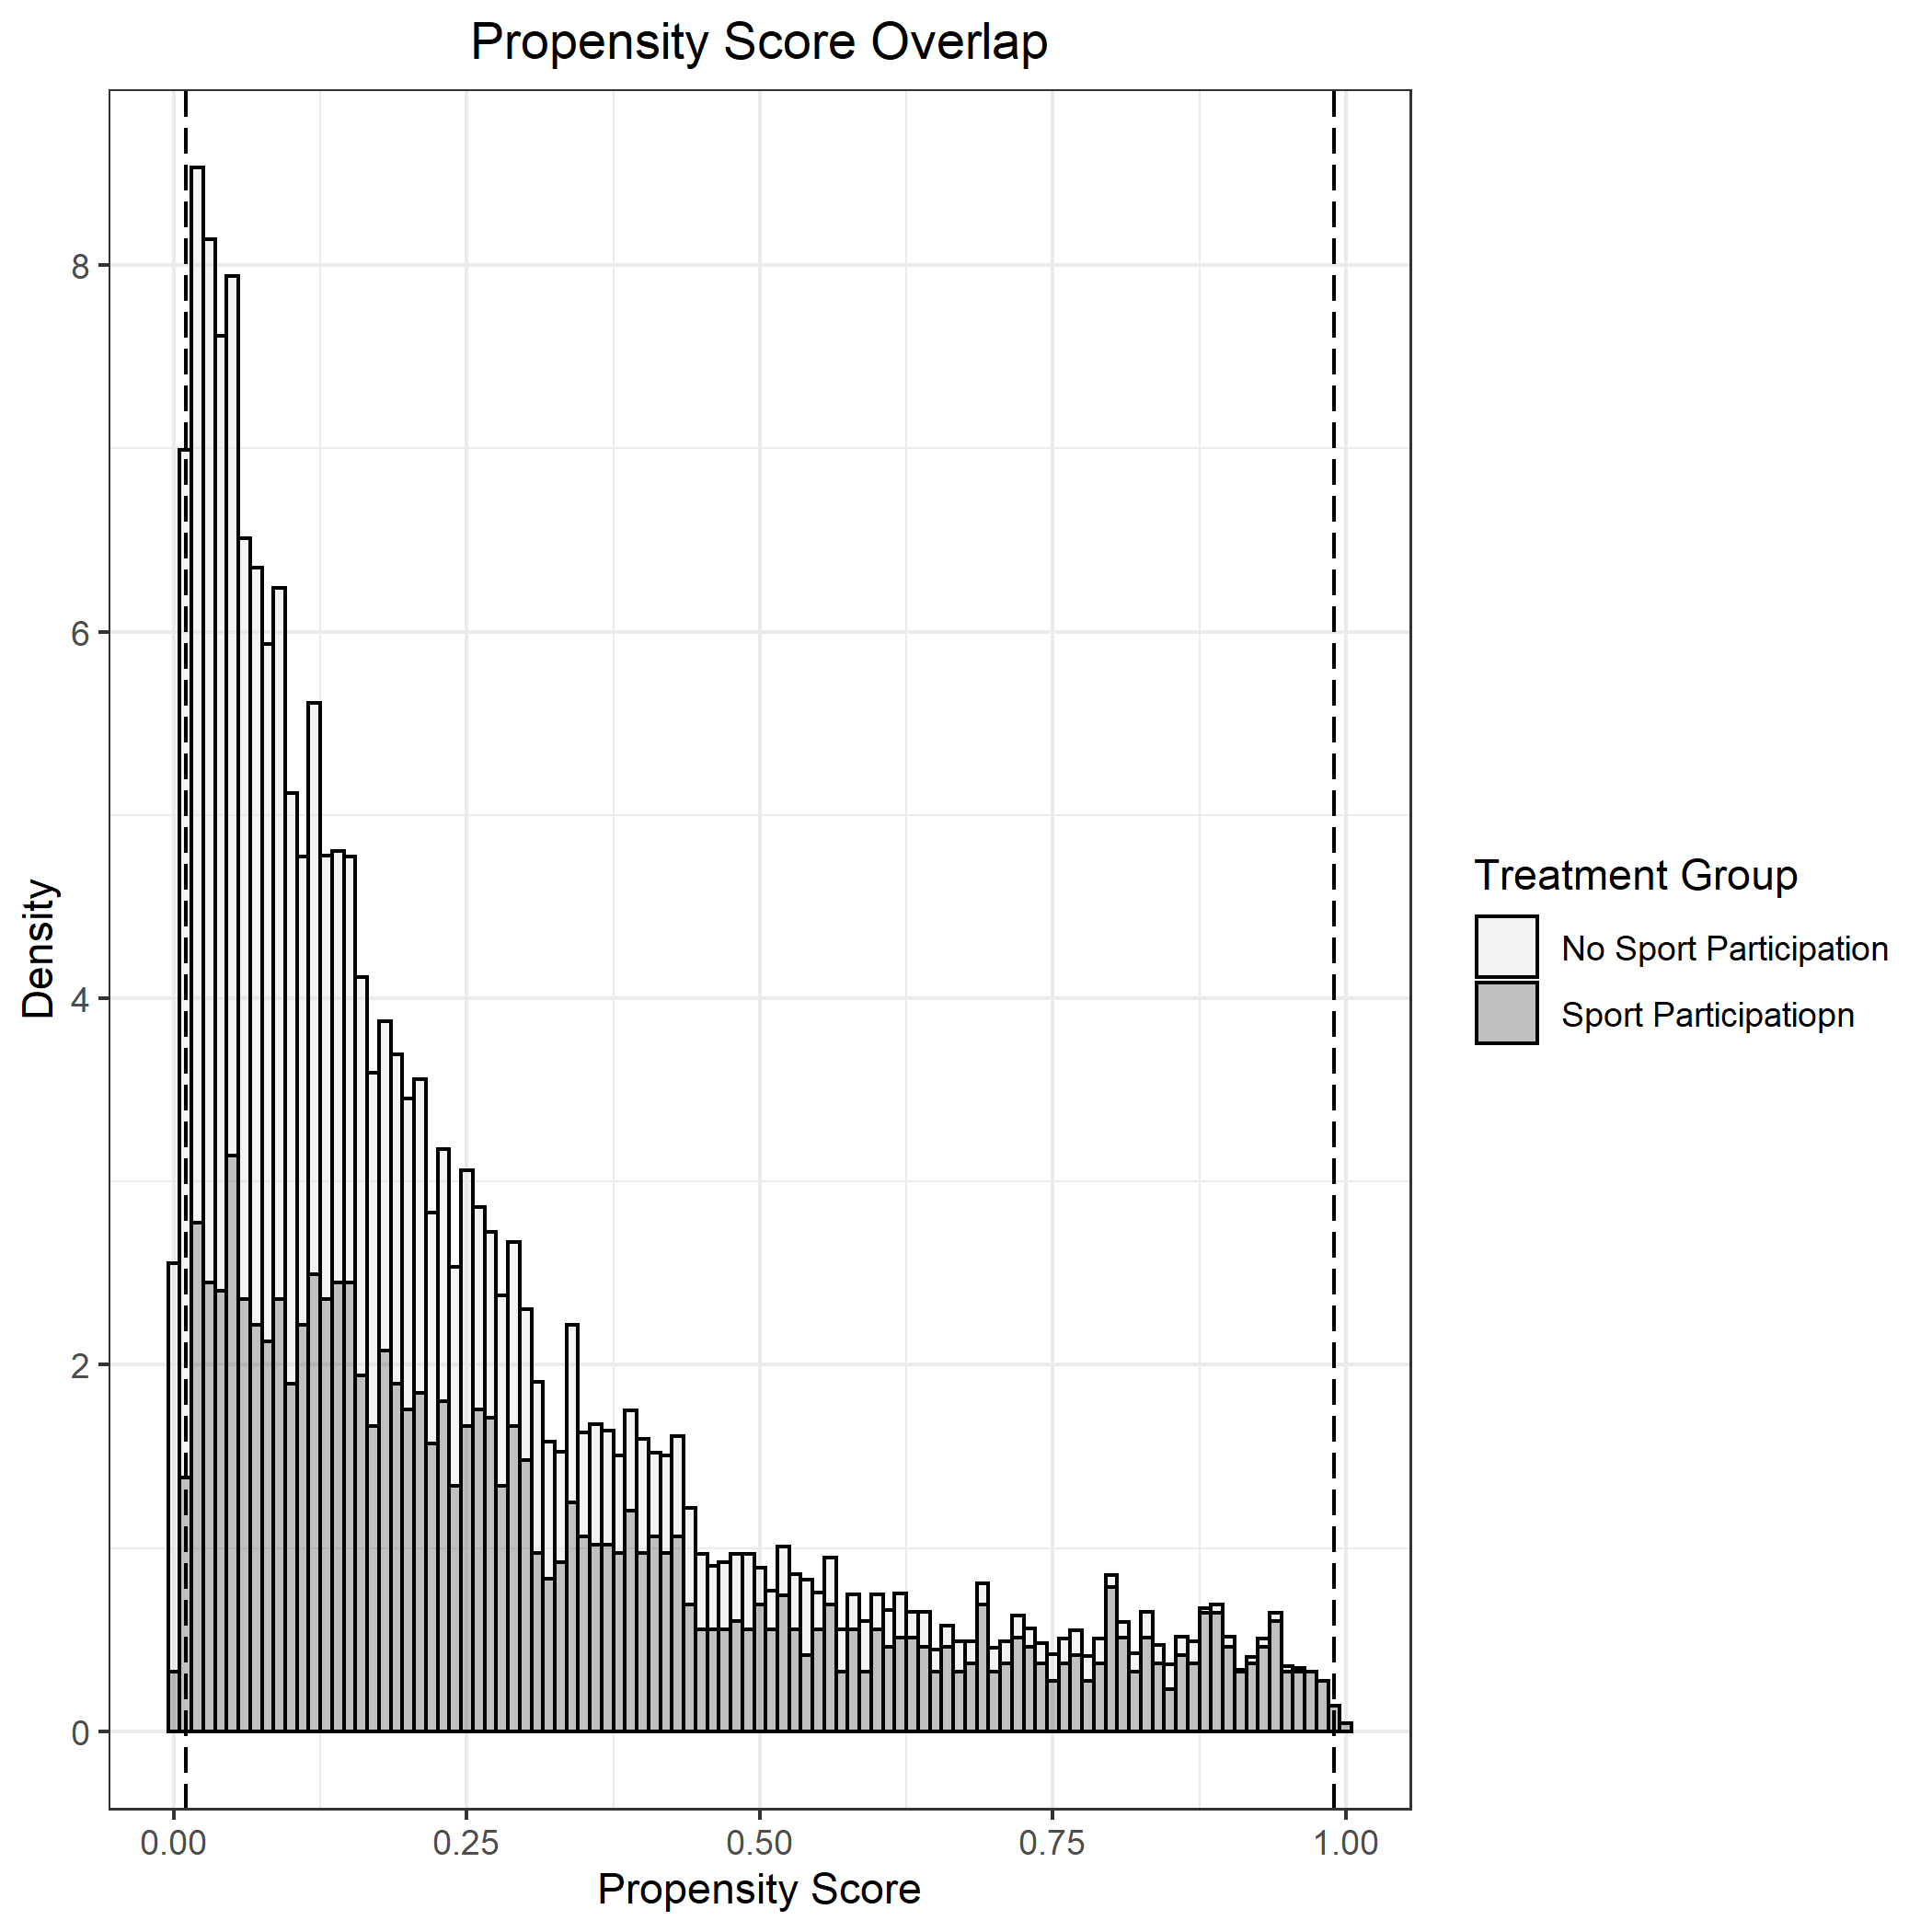 Propensity Score Overlap
Density
8
6
4
2
0
0.00 0.25 0.50 0.75 1.00
Propensity Score
Treatment Group
No Sport Participation
Sport Participatiopn